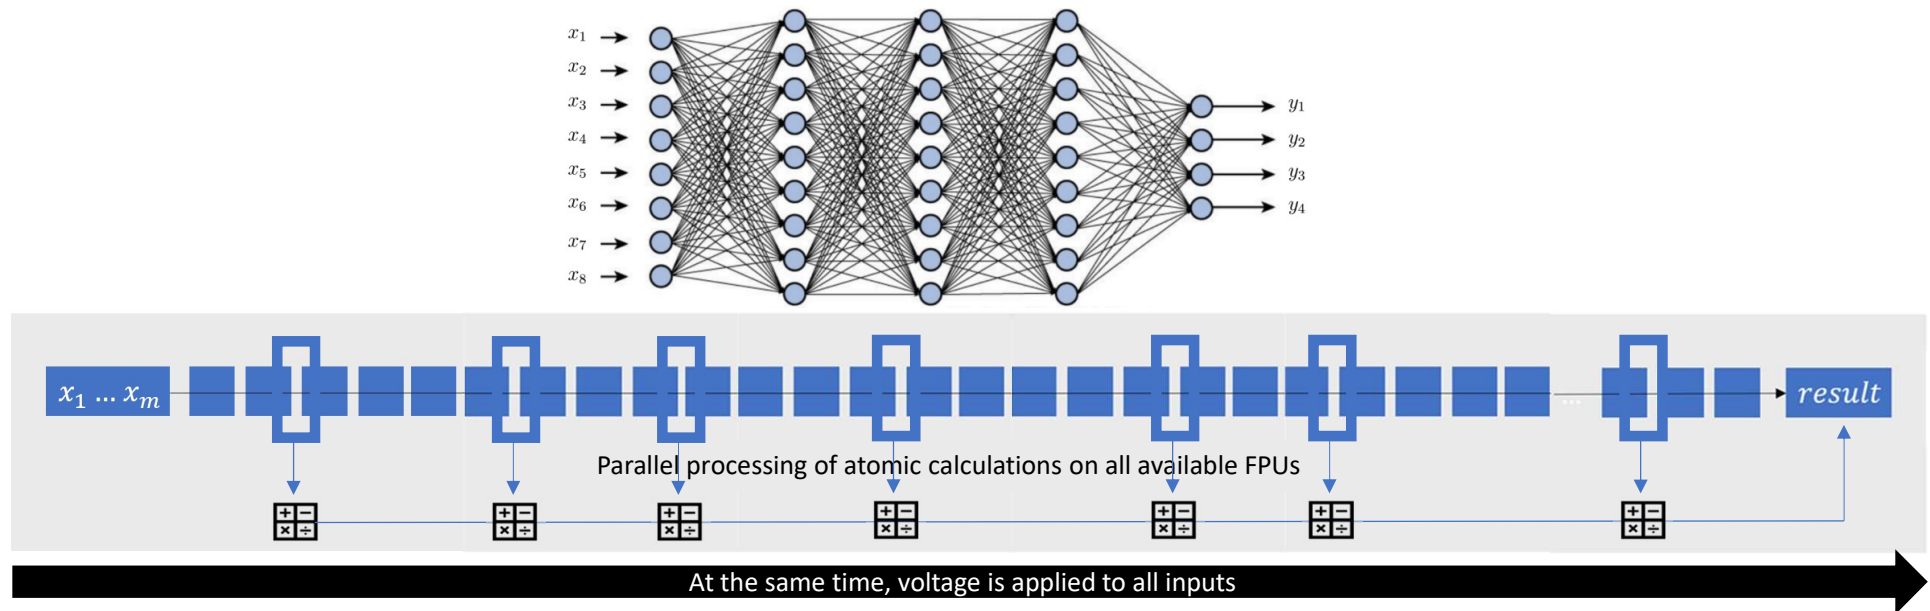 x1
x2
x3
x4
x5
x6
x7
x8
y1
y2
y3
y4
x1 ... xm
...
result
Parallel processing of atomic calculations on all available FPUs
+ − × ÷
+ − × ÷
+ − × ÷
+ − × ÷
+ − × ÷
+ − × ÷
+ − × ÷
At the same time, voltage is applied to all inputs